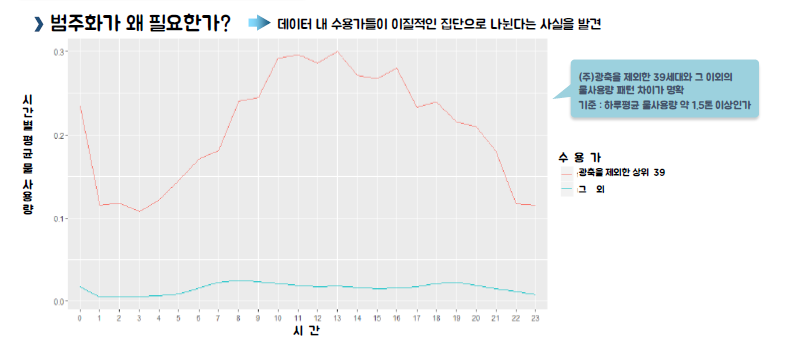 ❯ 범주화가 왜 필요한가? ➡ 데이터 내 수용가들이 이질적인 집단으로 나뉜다는 사실을 발견
(주)광축을 제외한 39세대와 그 이외의
물사용량 패턴 차이가 명확
기준 : 하루평균 물사용량 약 1.5톤 이상인가
시간별 평균 물 사용량
0.3
0.2
0.1
0.0
수 용 가
광축을 제외한 상위 39
그 외
0 1 2 3 4 5 6 7 8 9 10 11 12 13 14 15 16 17 18 19 20 21 22 23
시 간